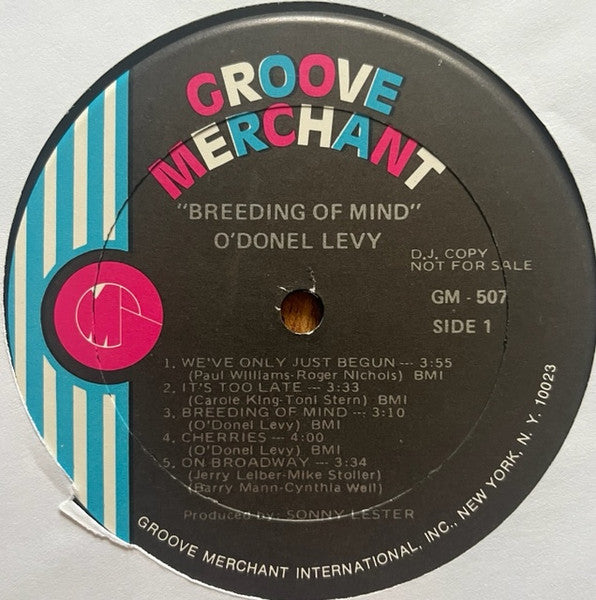 GROOVE
MERCHANT
"BREEDING OF MIND"
O'DONEL LEVY
D.J. COPY
NOT FOR SALE
GM - 507
SIDE 1
1. WE'VE ONLY JUST BEGUN --- 3:55
(Paul Williams-Roger Nichols) BMI
2. IT'S TOO LATE --- 3:33
(Carole King-Toni Stern) BMI
3. BREEDING OF MIND --- 3:10
(O'Donel Levy) BMI
4. CHERRIES --- 4:00
(O'Donel Levy) BMI
5. ON BROADWAY --- 3:34
(Jerry Leiber-Mike Stoller)
(Barry Mann-Cynthia Weil)
Produced by: SONNY LESTER
GROOVE MERCHANT INTERNATIONAL, INC., NEW YORK, N. Y. 10023